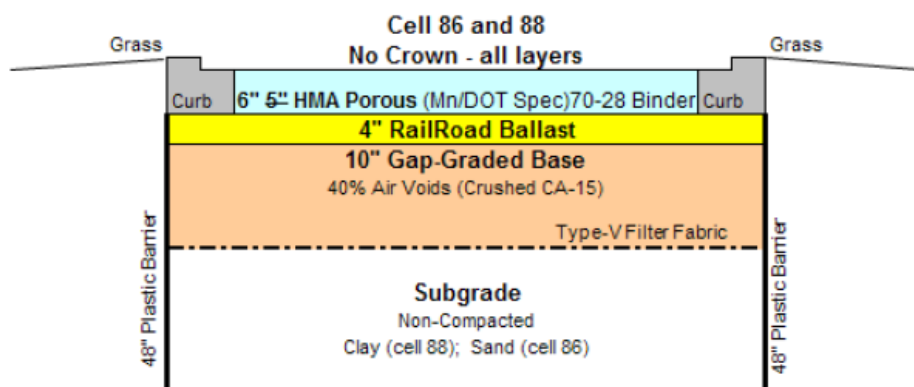 Cell 86 and 88
No Crown - all layers
Grass
Grass
Curb
6" 5" HMA Porous (Mn/DOT Spec)70-28 Binder
Curb
4" RailRoad Ballast
10" Gap-Graded Base
40% Air Voids (Crushed CA-15)
Type-V Filter Fabric
48" Plastic Barrier
48" Plastic Barrier
Subgrade
Non-Compacted
Clay (cell 88); Sand (cell 86)